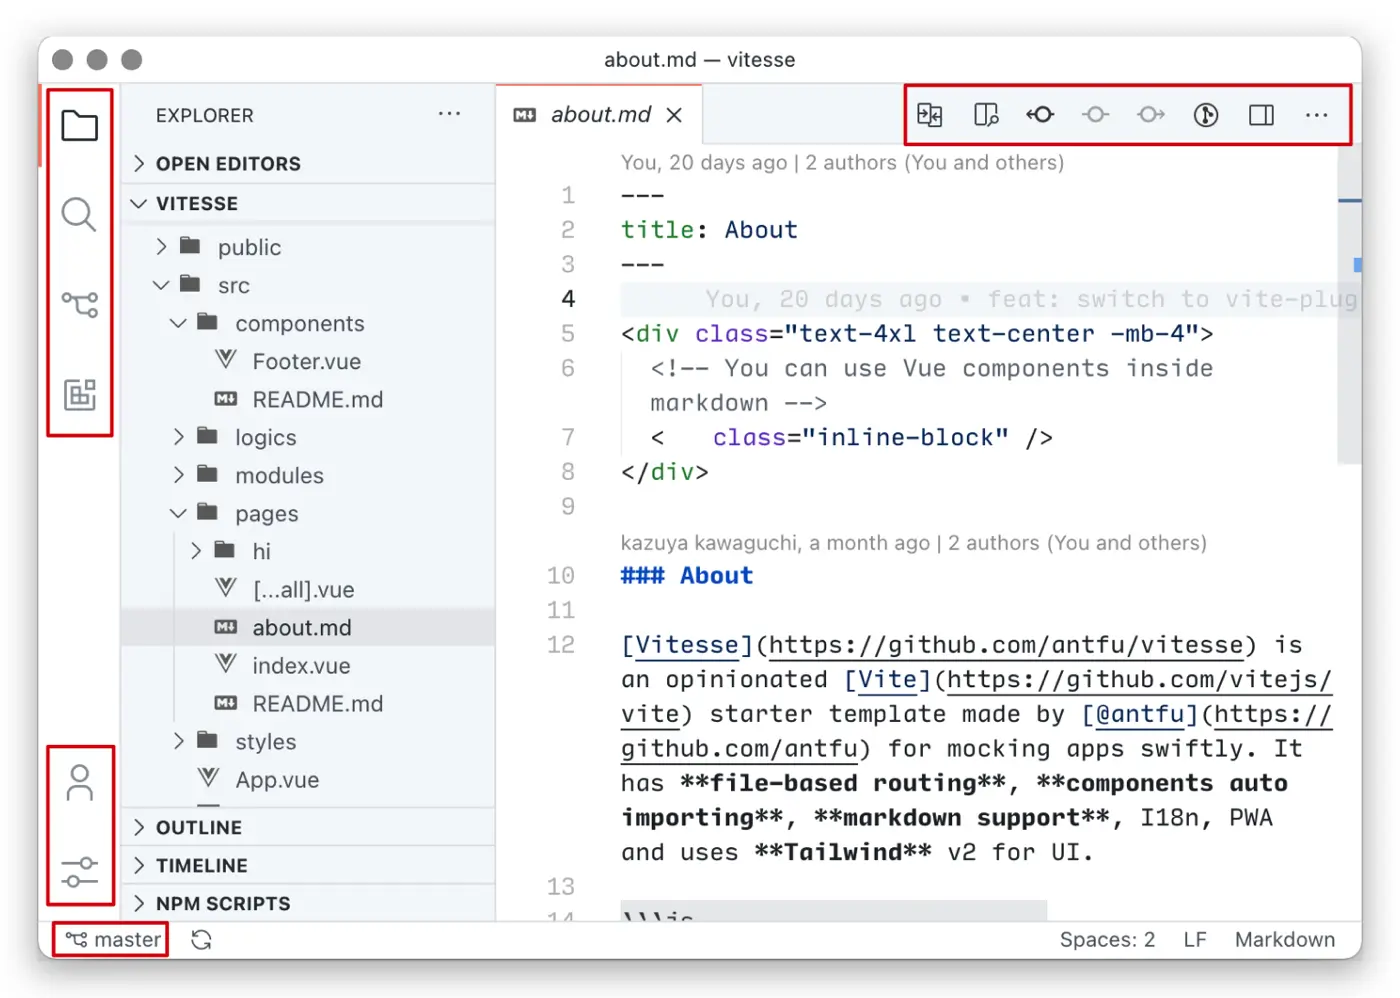 about.md — vitesse
EXPLORER
OPEN EDITORS
VITESSE
public
src
components
Footer.vue
README.md
logics
modules
pages
hi
[...all].vue
about.md
index.vue
README.md
styles
App.vue
OUTLINE
TIMELINE
NPM SCRIPTS
about.md
You, 20 days ago | 2 authors (You and others)
1 ---
2 title: About
3 ---
4 You, 20 days ago • feat: switch to vite-plug
5 <div class="text-4xl text-center -mb-4">
6 <!-- You can use Vue components inside
markdown -->
7 < class="inline-block" />
8 </div>
9
kazuya kawaguchi, a month ago | 2 authors (You and others)
10 ### About
11
12 [Vitesse](https://github.com/antfu/vitesse) is
an opinionated [Vite](https://github.com/vitejs/
vite) starter template made by [@antfu](https://
github.com/antfu) for mocking apps swiftly. It
has **file-based routing**, **components auto
importing**, **markdown support**, I18n, PWA
and uses **Tailwind** v2 for UI.
13
14 \`\`\`js
master
Spaces: 2 LF Markdown